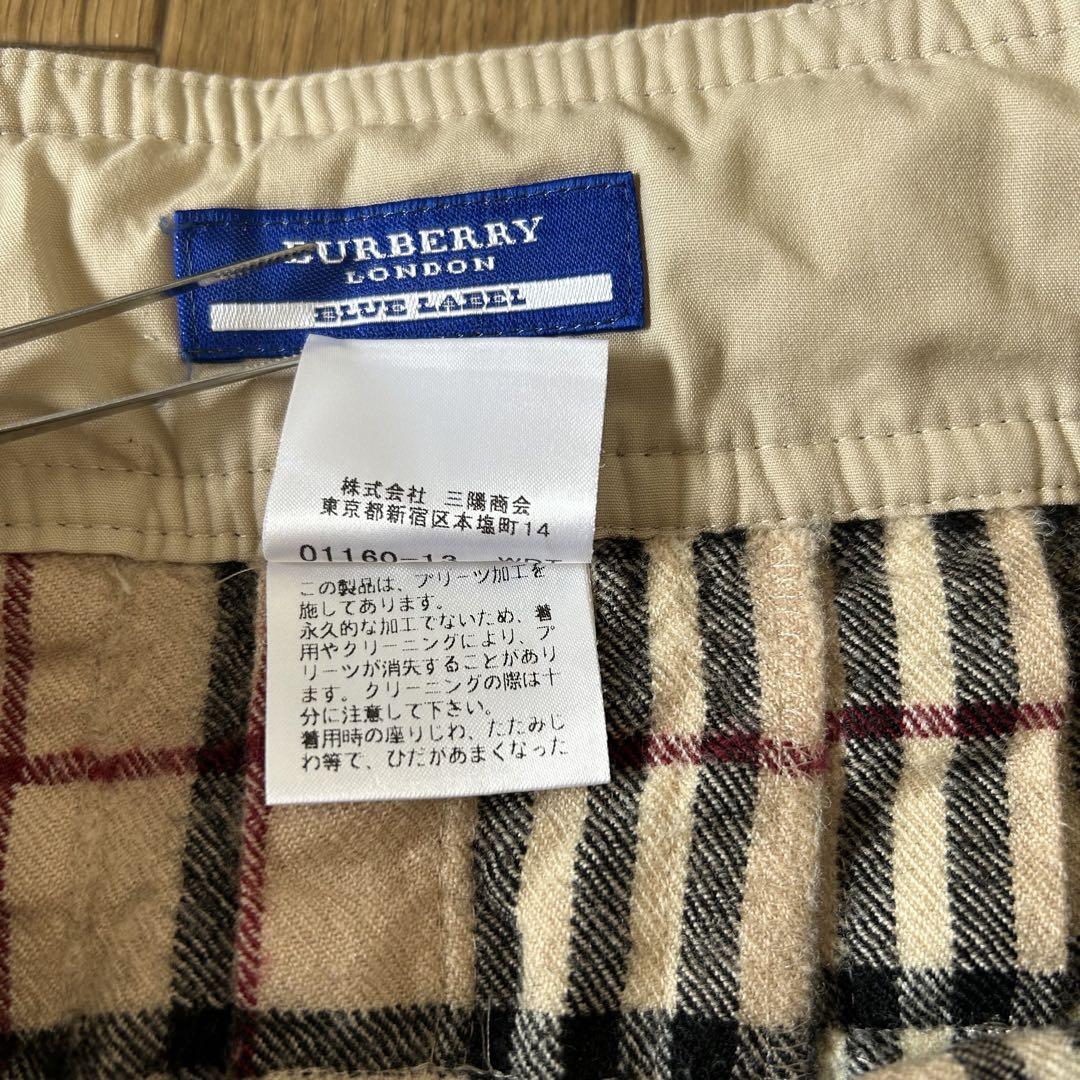 BURBERRY
LONDON
BLUE LABEL
株式会社 三陽商会
東京都新宿区本塩町14
01160-13
この製品は、プリーツ加工を
施してあります。
永久的な加工でないため、着
用やクリーニングにより、プ
リーツが消失することがあり
ます。クリーニングの際は十
分に注意して下さい。
着用時の座りじわ、たたみじ
わ等で、ひだがあまくなった